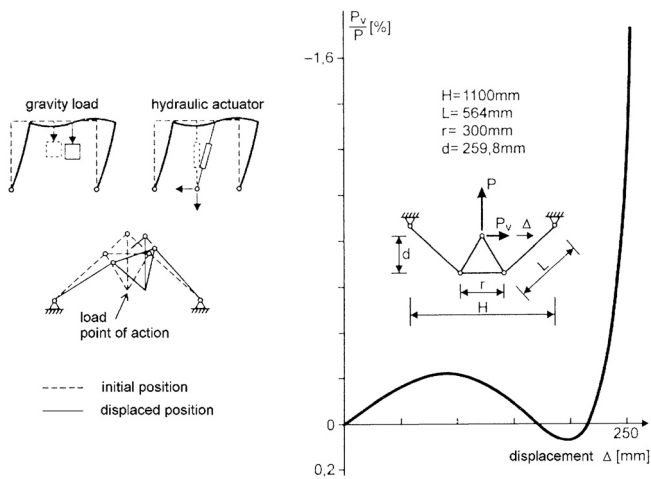 gravity load
hydraulic actuator
load
point of action
initial position
displaced position
Pv
P
[%]
–1,6
H=1100mm
L= 564mm
r= 300mm
d= 259,8mm
P
Pv
Δ
d
L
r
H
0
250
displacement Δ [mm]
0,2